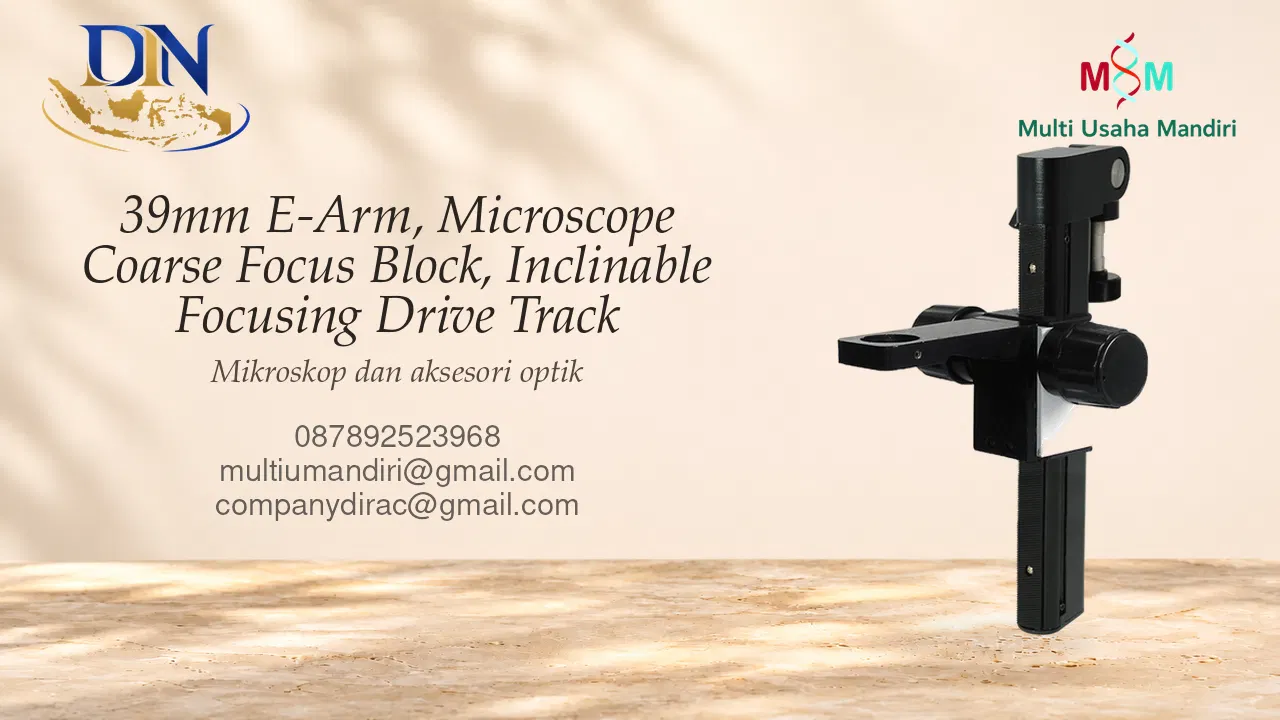 DIN
M M
Multi Usaha Mandiri
39mm E-Arm, Microscope
Coarse Focus Block, Inclinable
Focusing Drive Track
Mikroskop dan aksesori optik
087892523968
multiumandiri@gmail.com
companydirac@gmail.com